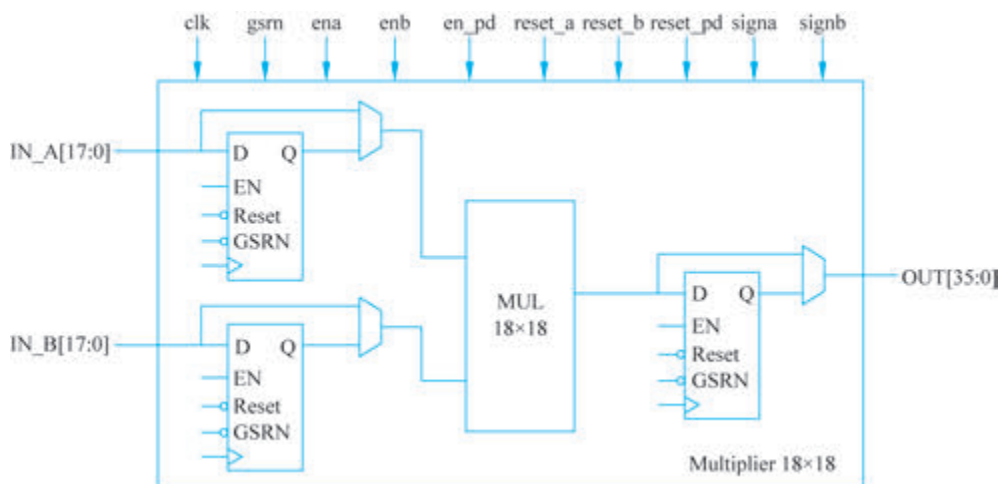 clk gsrn ena enb en_pd reset_a reset_b reset_pd signa signb
IN_A[17:0]
D Q
EN
Reset
GSRN
IN_B[17:0]
D Q
EN
Reset
GSRN
MUL
18×18
D Q
EN
Reset
GSRN
OUT[35:0]
Multiplier 18×18